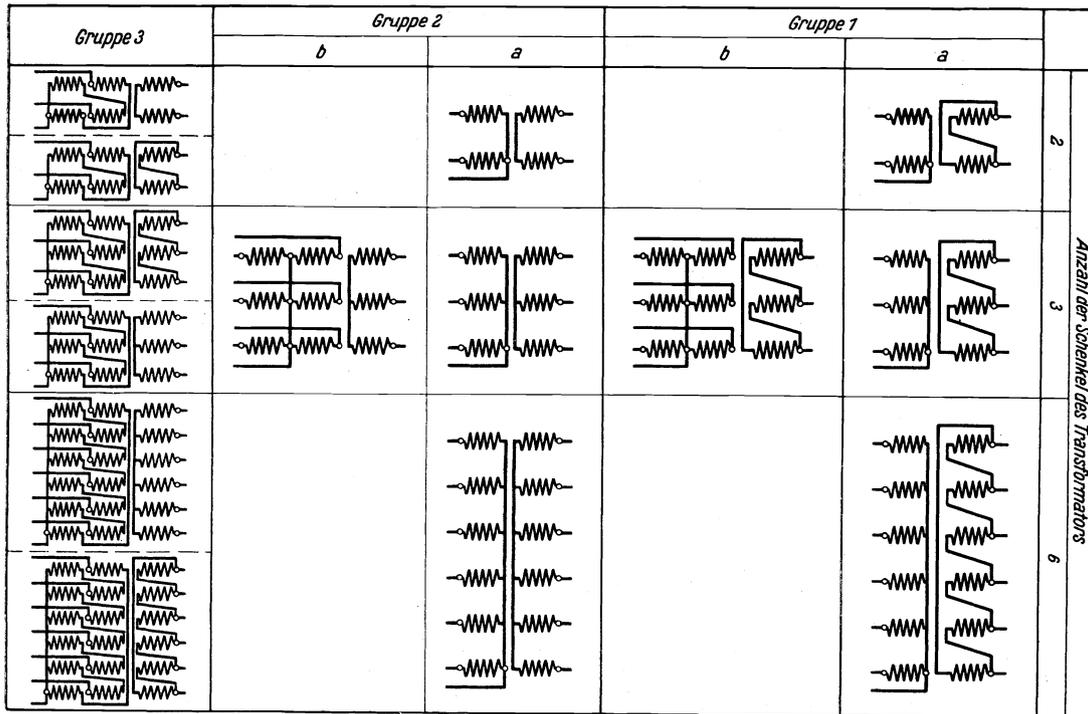 Gruppe 3
Gruppe 2
Gruppe 1
b
a
b
a
2
3
6
Anzahl der Schenkel des Transformators